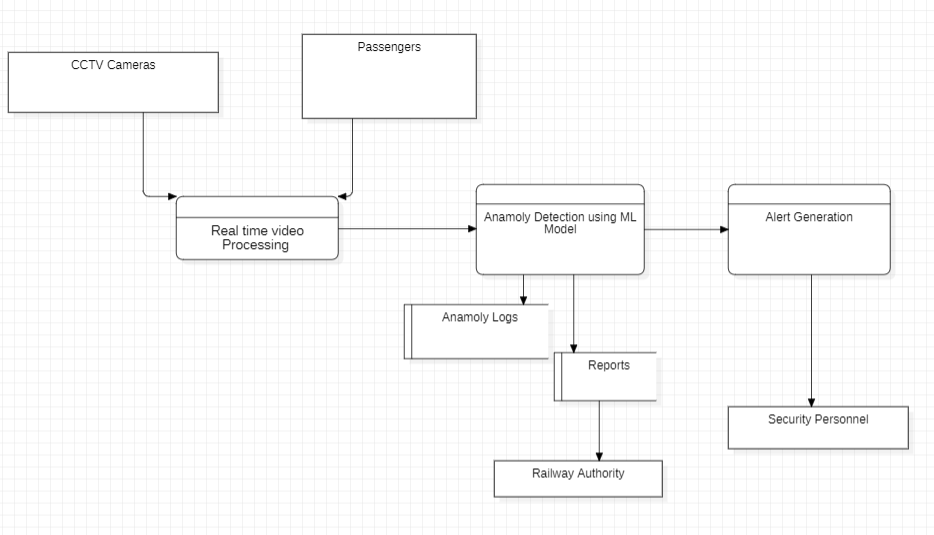 CCTV Cameras
Passengers
Real time video
Processing
Anamoly Detection using ML
Model
Alert Generation
Anamoly Logs
Reports
Security Personnel
Railway Authority